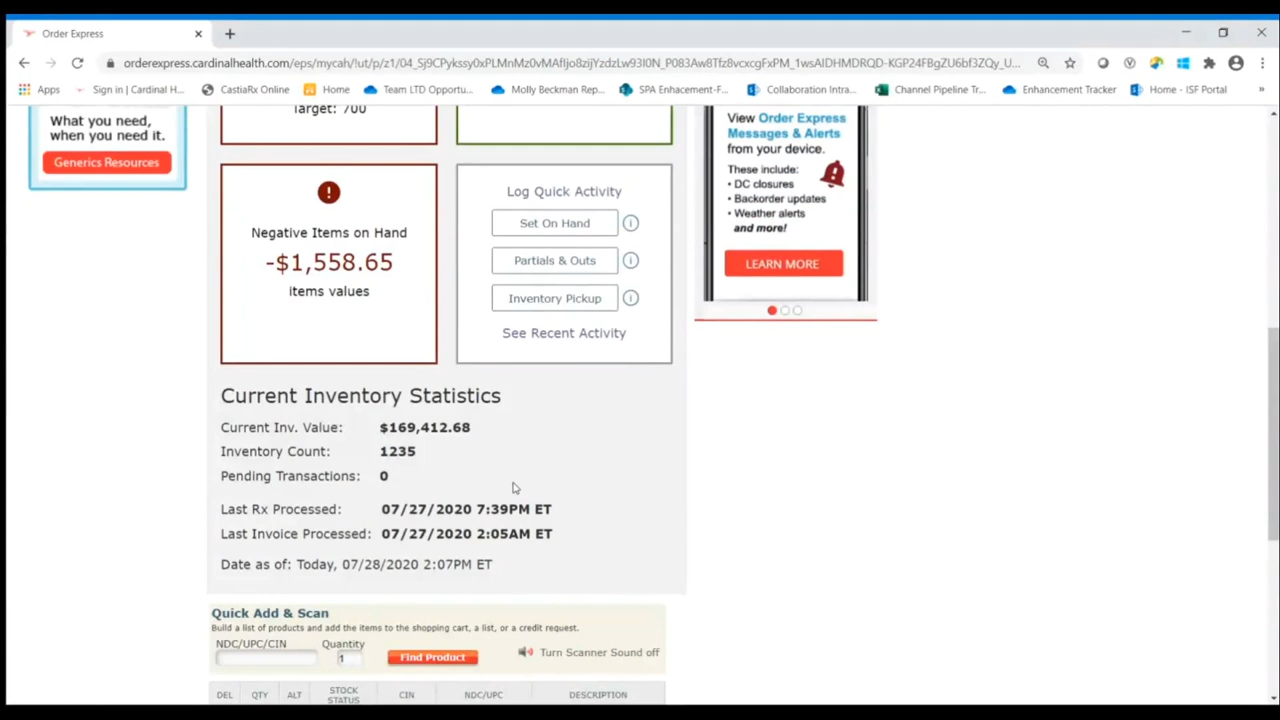 Order Express
orderexpress.cardinalhealth.com/eps/mycah/!ut/p/z1/
Apps Sign in | Cardinal H... CastiaRx Online Home Team LTD Opportu... Molly Beckman Rep... SPA Enhacement-F... Collaboration Intra... Channel Pipeline Tr... Enhancement Tracker Home - ISF Portal »
What you need,
when you need it.
Generics Resources
Target: 700
Negative Items on Hand
-$1,558.65
items values
Log Quick Activity
Set On Hand
Partials & Outs
Inventory Pickup
See Recent Activity
View Order Express
Messages & Alerts
from your device.
These include:
• DC closures
• Backorder updates
• Weather alerts
and more!
LEARN MORE
Current Inventory Statistics
Current Inv. Value: $169,412.68
Inventory Count: 1235
Pending Transactions: 0
Last Rx Processed: 07/27/2020 7:39PM ET
Last Invoice Processed: 07/27/2020 2:05AM ET
Date as of: Today, 07/28/2020 2:07PM ET
Quick Add & Scan
Build a list of products and add the items to the shopping cart, a list, or a credit request.
NDC/UPC/CIN Quantity
1 Find Product Turn Scanner Sound off
DEL QTY ALT STOCK STATUS CIN NDC/UPC DESCRIPTION